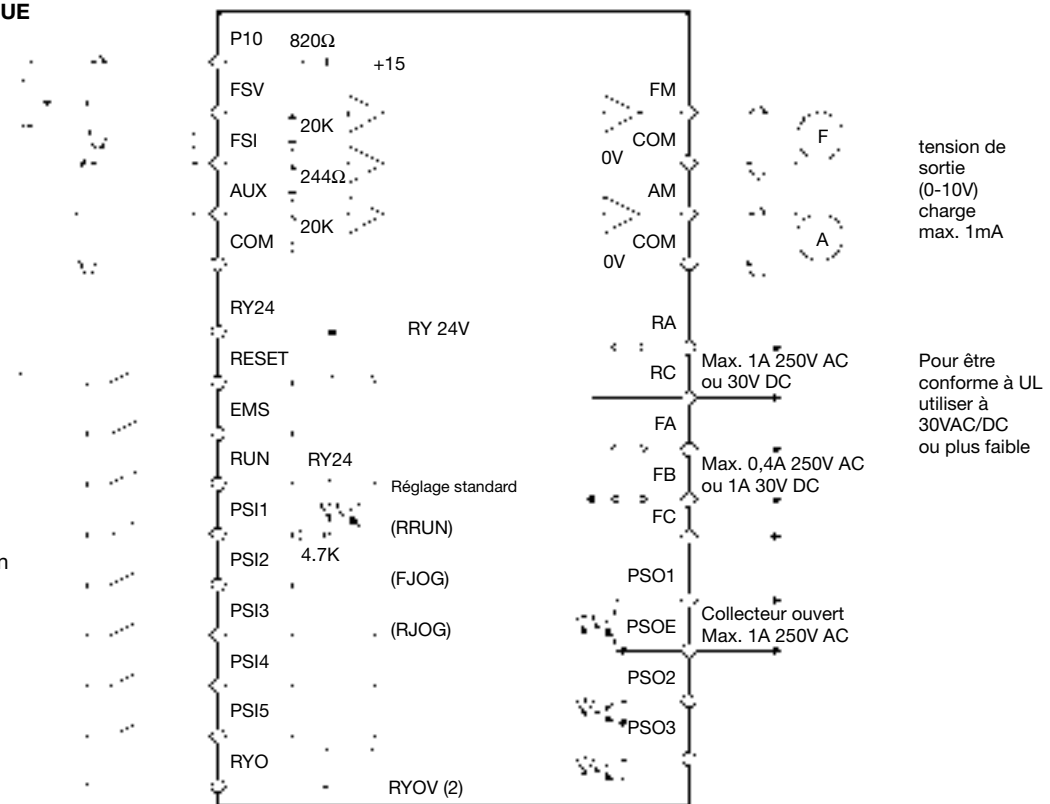 UE
P10
820Ω
+15
FSV
FM
20K
FSI
COM
F
0V
tension de
sortie
(0-10V)
charge
max. 1mA
244Ω
AUX
AM
20K
COM
COM
A
0V
RY24
RY 24V
RA
RESET
RC
Max. 1A 250V AC
ou 30V DC
Pour être
conforme à UL
utiliser à
30VAC/DC
ou plus faible
EMS
FA
RUN
RY24
FB
Max. 0,4A 250V AC
ou 1A 30V DC
Réglage standard
PSI1
(RRUN)
FC
n
PSI2
4.7K
(FJOG)
PSO1
PSI3
(RJOG)
PSOE
Collecteur ouvert
Max. 1A 250V AC
PSI4
PSO2
PSI5
PSO3
RYO
RYOV (2)